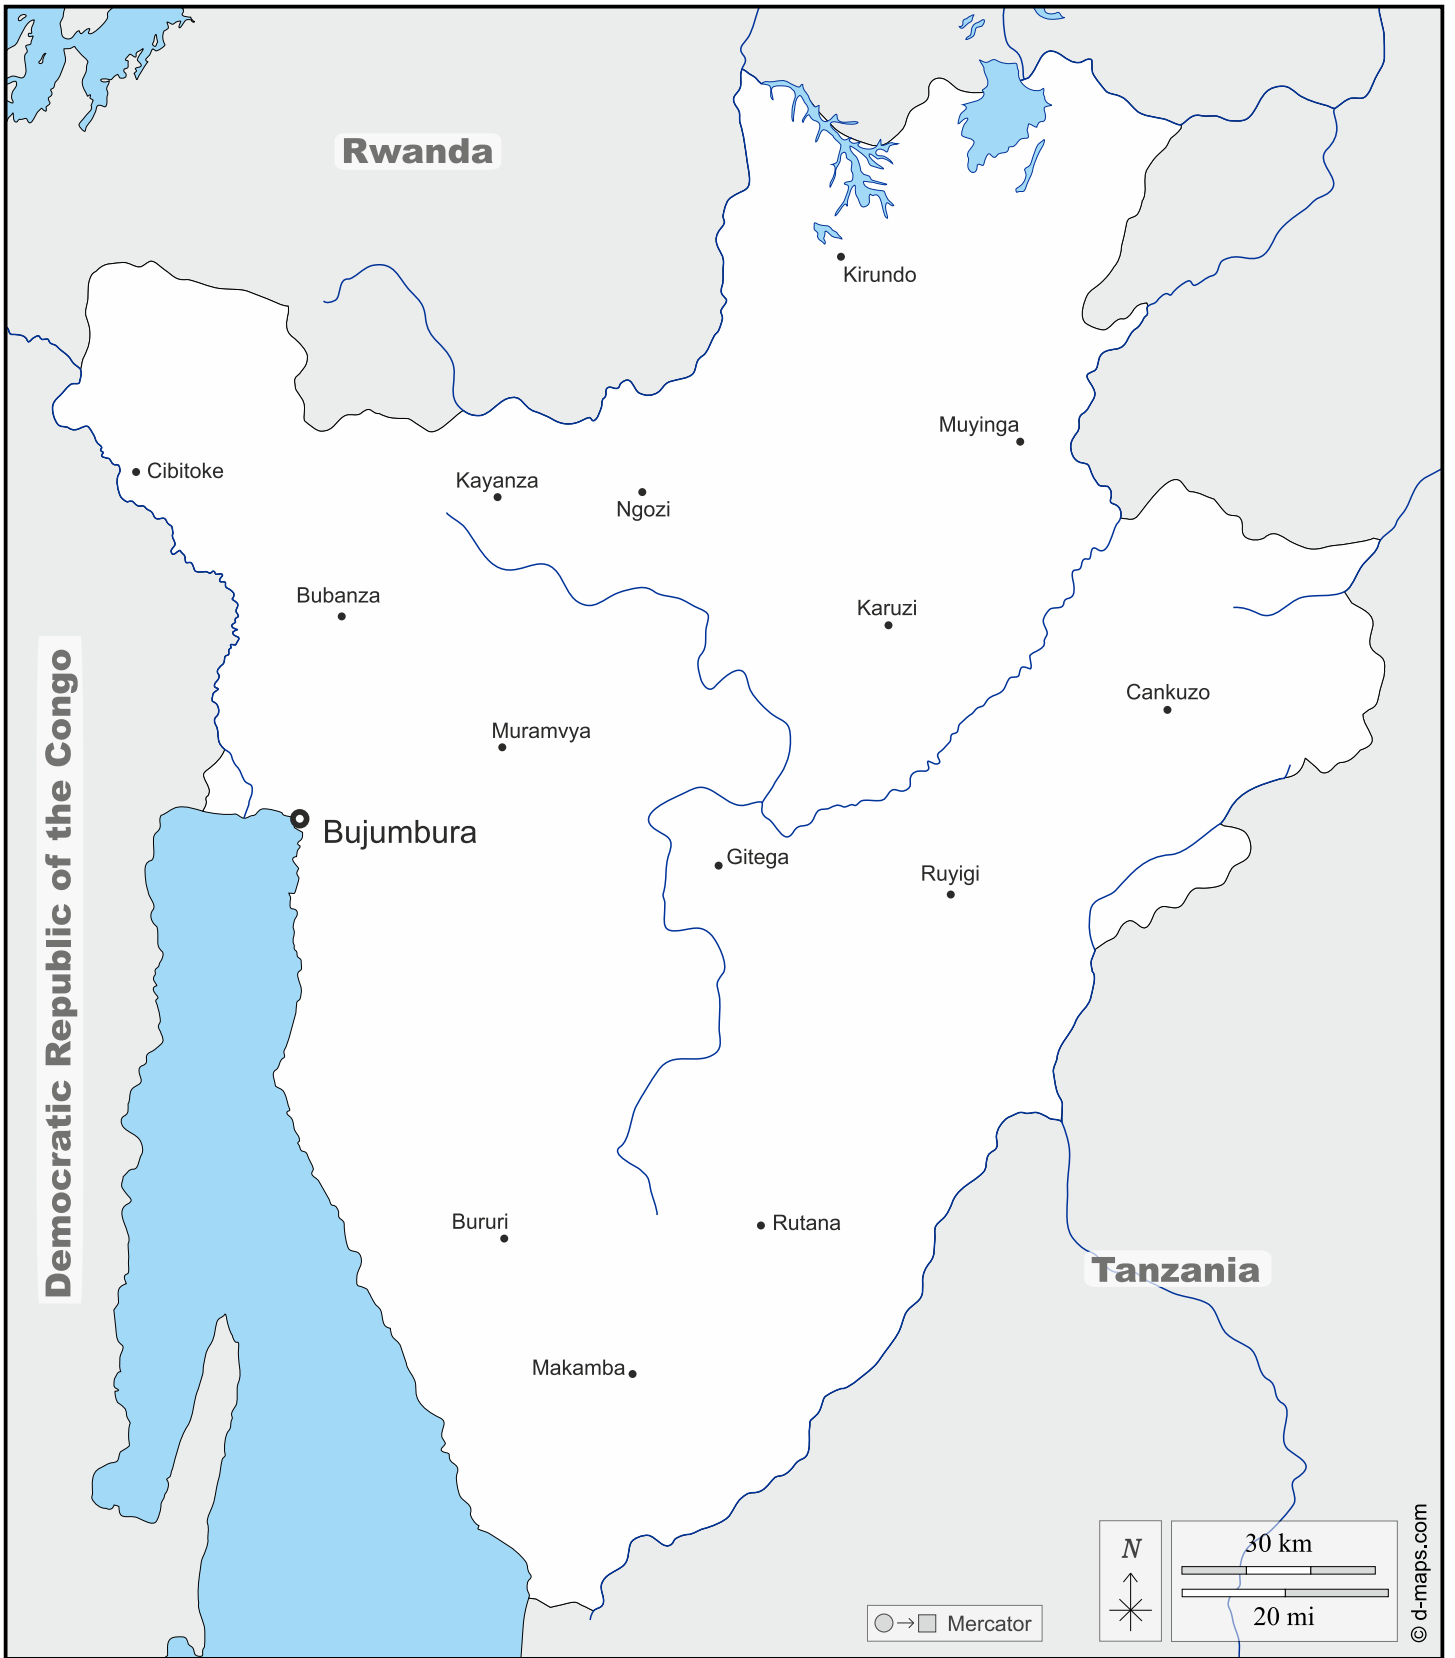 Rwanda
Kirundo
Muyinga
Cibitoke
Kayanza
Ngozi
Bubanza
Karuzi
Cankuzo
Muramvya
Bujumbura
Gitega
Ruyigi
Democratic Republic of the Congo
Bururi
Rutana
Tanzania
Makamba
N
30 km
20 mi
Mercator
© d-maps.com